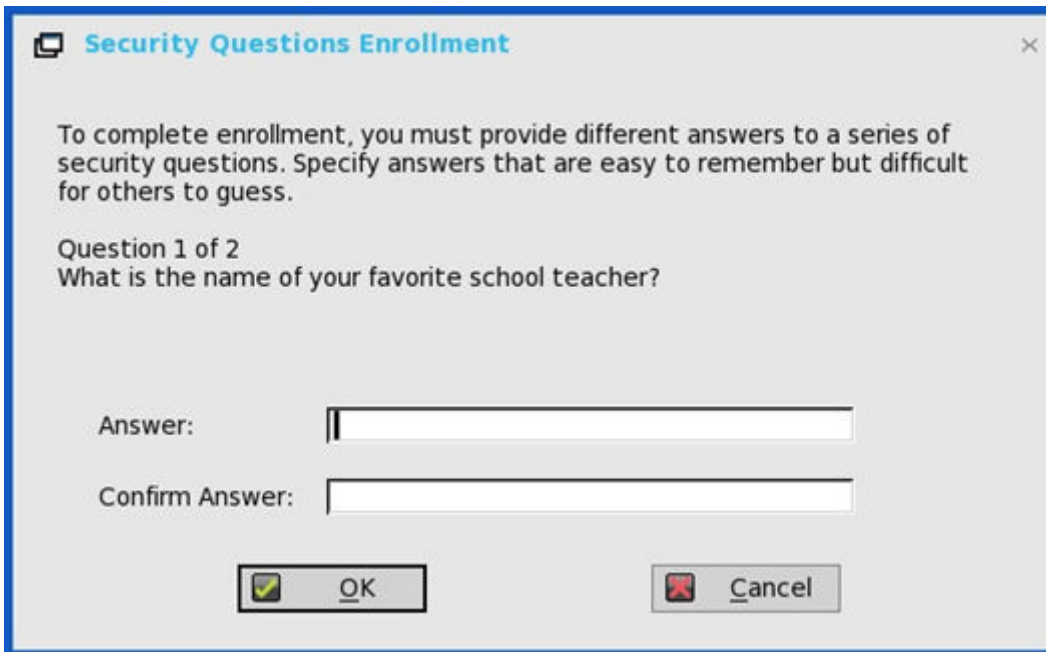 Security Questions Enrollment
To complete enrollment, you must provide different answers to a series of
security questions. Specify answers that are easy to remember but difficult
for others to guess.
Question 1 of 2
What is the name of your favorite school teacher?
Answer:
Confirm Answer:
OK
Cancel